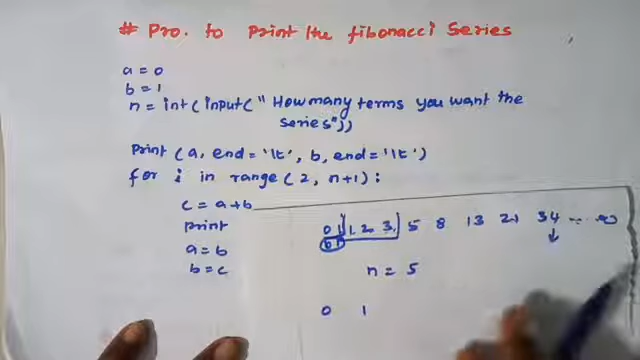 # Pro. to Print the fibonacci Series
a = 0
b = 1
n = int(input(" How many terms you want the
series"))
Print (a, end = '\t', b, end = '\t')
for i in range (2, n+1):
c = a+b
Print
a = b
b = c
0 1 1 2 3 5 8 13 21 34 ... ∞
n = 5
0 1